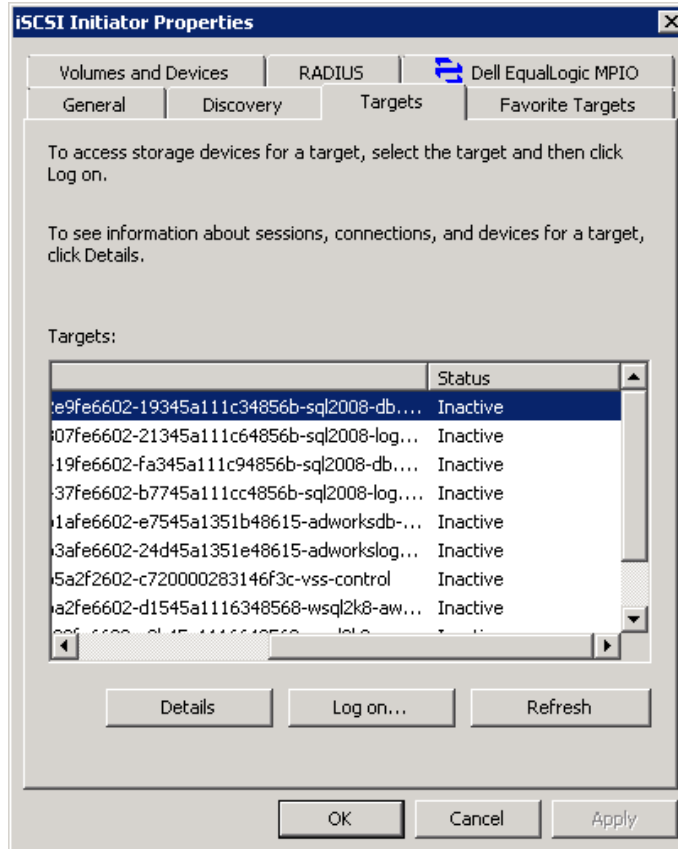 iSCSI Initiator Properties
Volumes and Devices RADIUS Dell EqualLogic MPIO
General Discovery Targets Favorite Targets
To access storage devices for a target, select the target and then click
Log on.
To see information about sessions, connections, and devices for a target,
click Details.
Targets:
Status
e9fe6602-19345a111c34856b-sql2008-db.... Inactive
07fe6602-21345a111c64856b-sql2008-log... Inactive
-19fe6602-fa345a111c94856b-sql2008-db.... Inactive
-37fe6602-b7745a111cc4856b-sql2008-log.... Inactive
1afe6602-e7545a1351b48615-adworksdb-... Inactive
3afe6602-24d45a1351e48615-adworkslog... Inactive
5a2f2602-c720000283146f3c-vss-control Inactive
a2fe6602-d1545a1116348568-wsql2k8-aw... Inactive
Inactive
Details Log on... Refresh
OK Cancel Apply